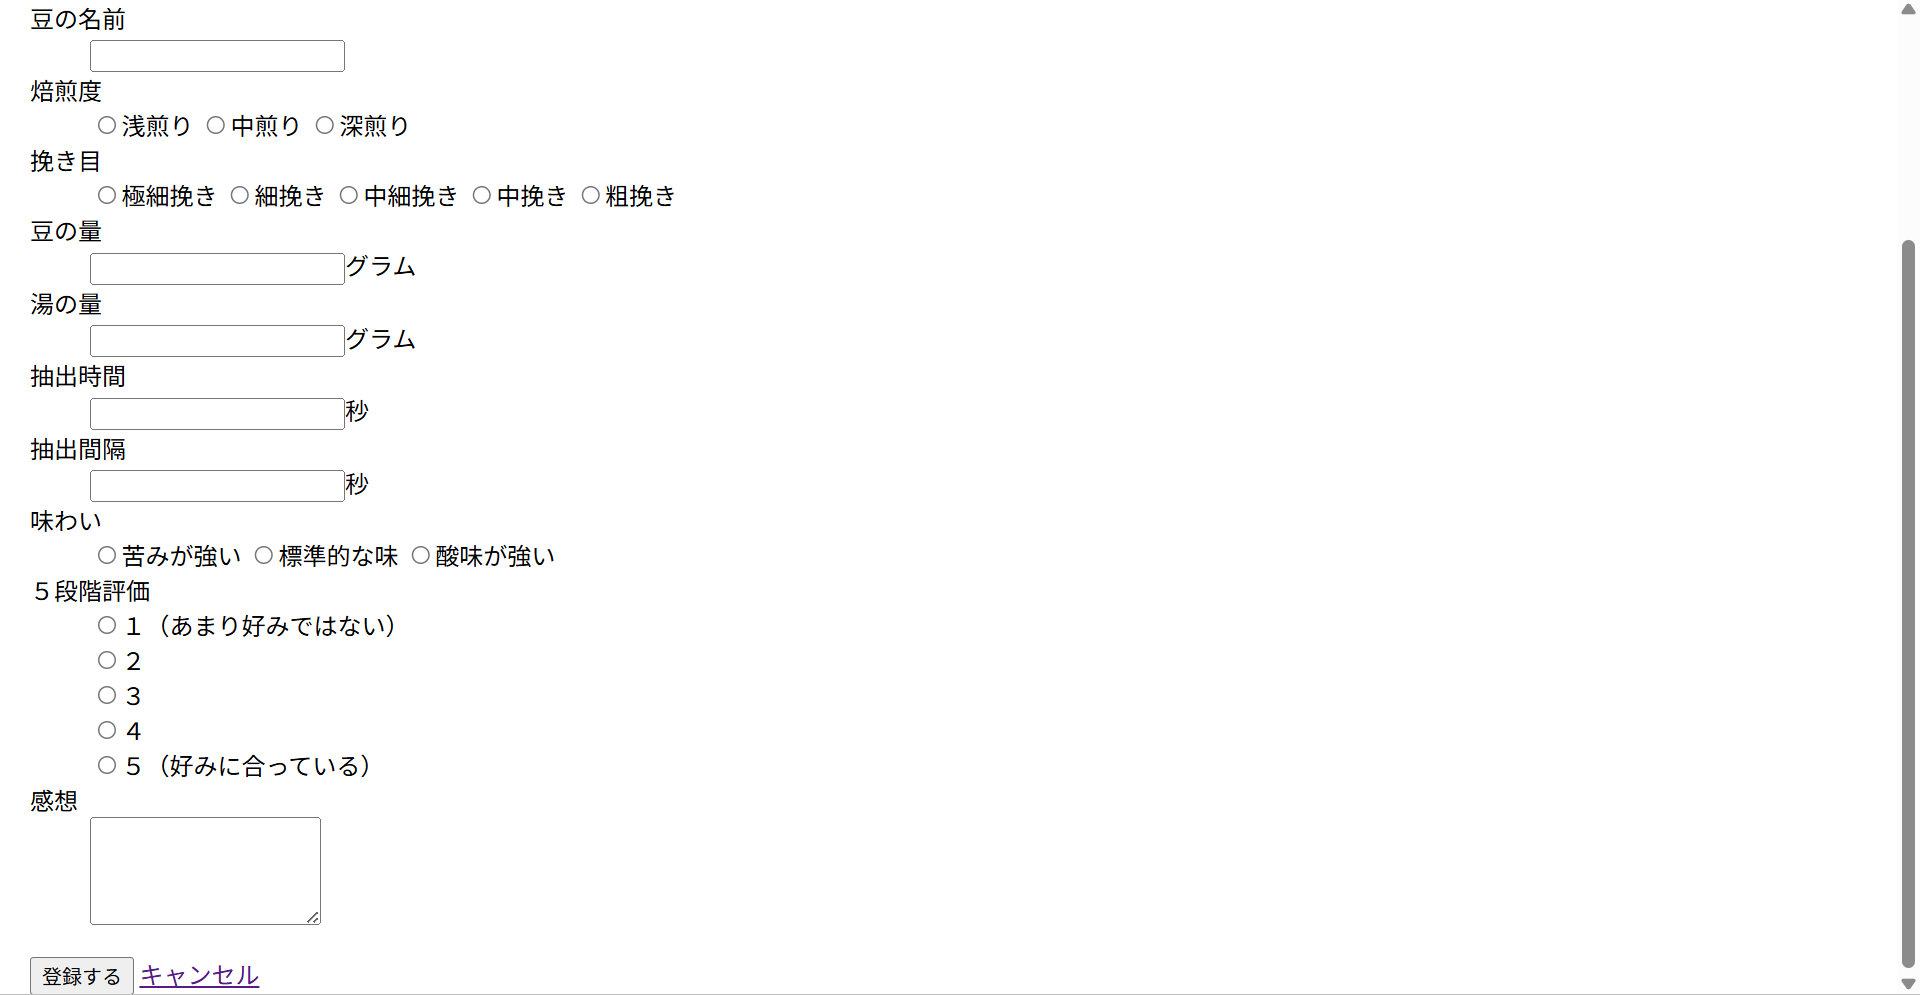 豆の名前
焙煎度
浅煎り 中煎り 深煎り
挽き目
極細挽き 細挽き 中細挽き 中挽き 粗挽き
豆の量
グラム
湯の量
グラム
抽出時間
秒
抽出間隔
秒
味わい
苦みが強い 標準的な味 酸味が強い
５段階評価
１（あまり好みではない）
２
３
４
５（好みに合っている）
感想
登録する キャンセル